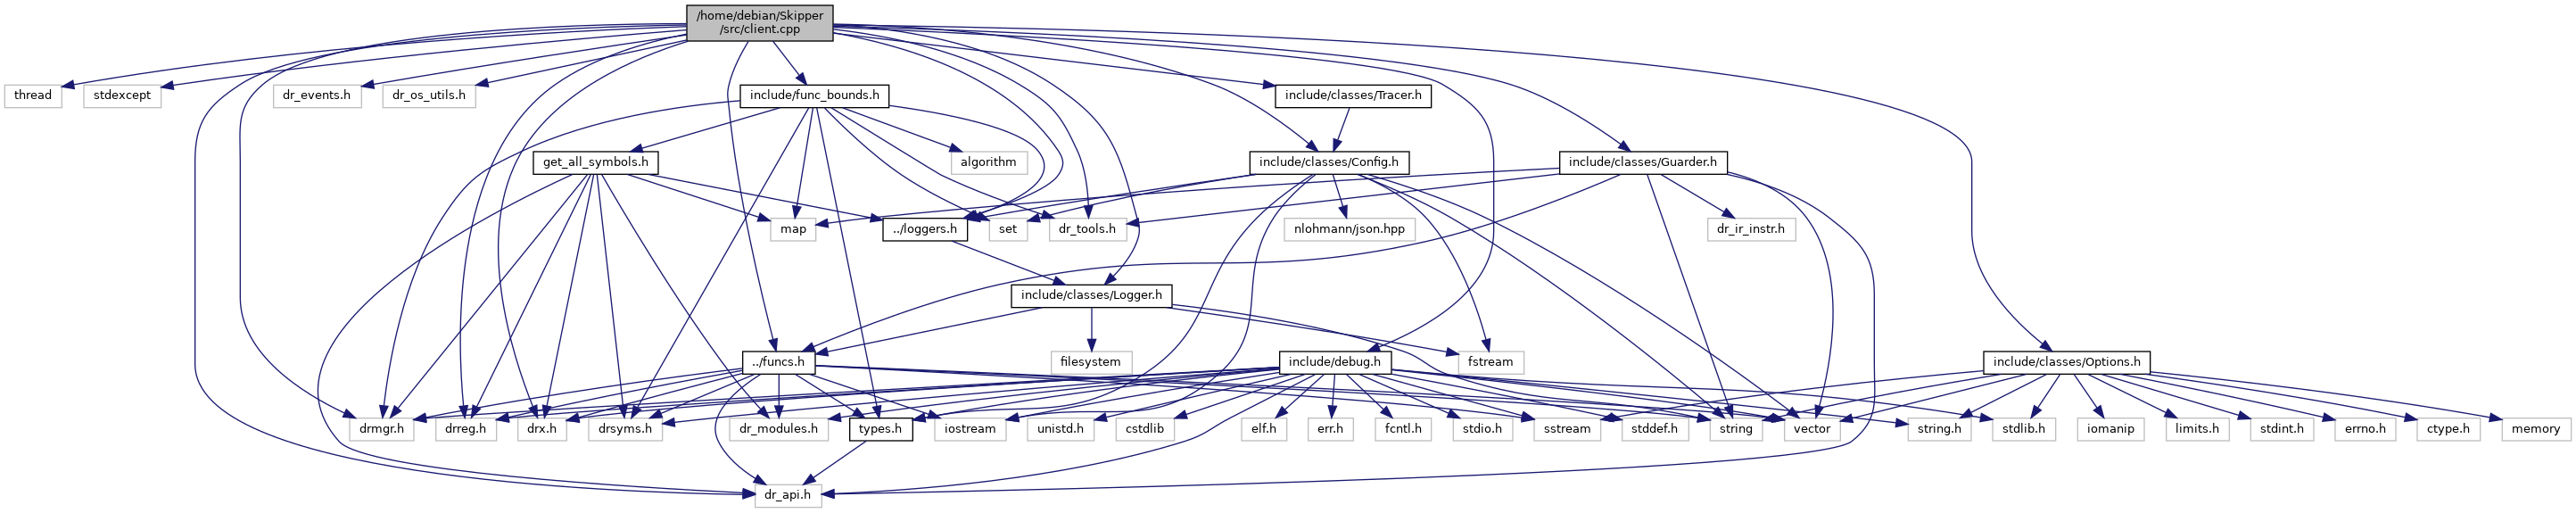 /home/debian/Skipper
/src/client.cpp
thread
stdexcept
dr_events.h
dr_os_utils.h
include/func_bounds.h
include/classes/Tracer.h
get_all_symbols.h
algorithm
include/classes/Config.h
include/classes/Guarder.h
map
../loggers.h
set
dr_tools.h
nlohmann/json.hpp
dr_ir_instr.h
include/classes/Logger.h
../funcs.h
filesystem
include/debug.h
fstream
include/classes/Options.h
drmgr.h
drreg.h
drx.h
drsyms.h
dr_modules.h
types.h
iostream
unistd.h
cstdlib
elf.h
err.h
fcntl.h
stdio.h
sstream
stddef.h
string
vector
string.h
stdlib.h
iomanip
limits.h
stdint.h
errno.h
ctype.h
memory
dr_api.h